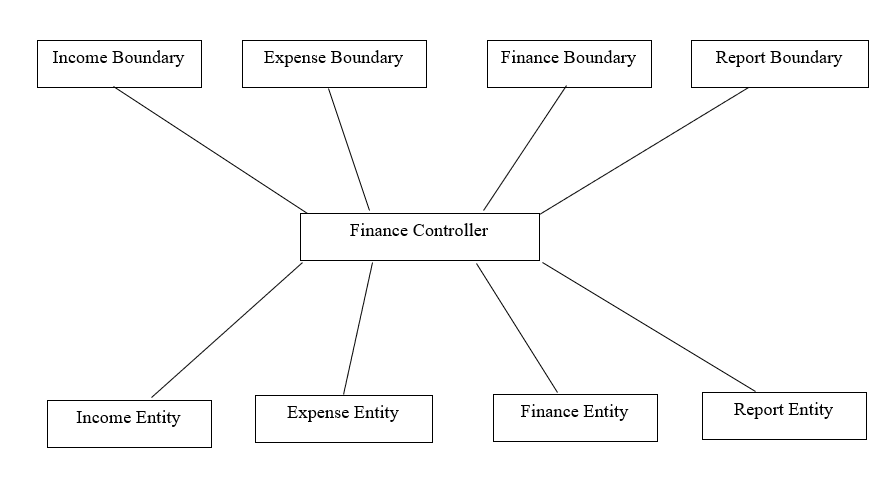 Income Boundary
Expense Boundary
Finance Boundary
Report Boundary
Finance Controller
Income Entity
Expense Entity
Finance Entity
Report Entity